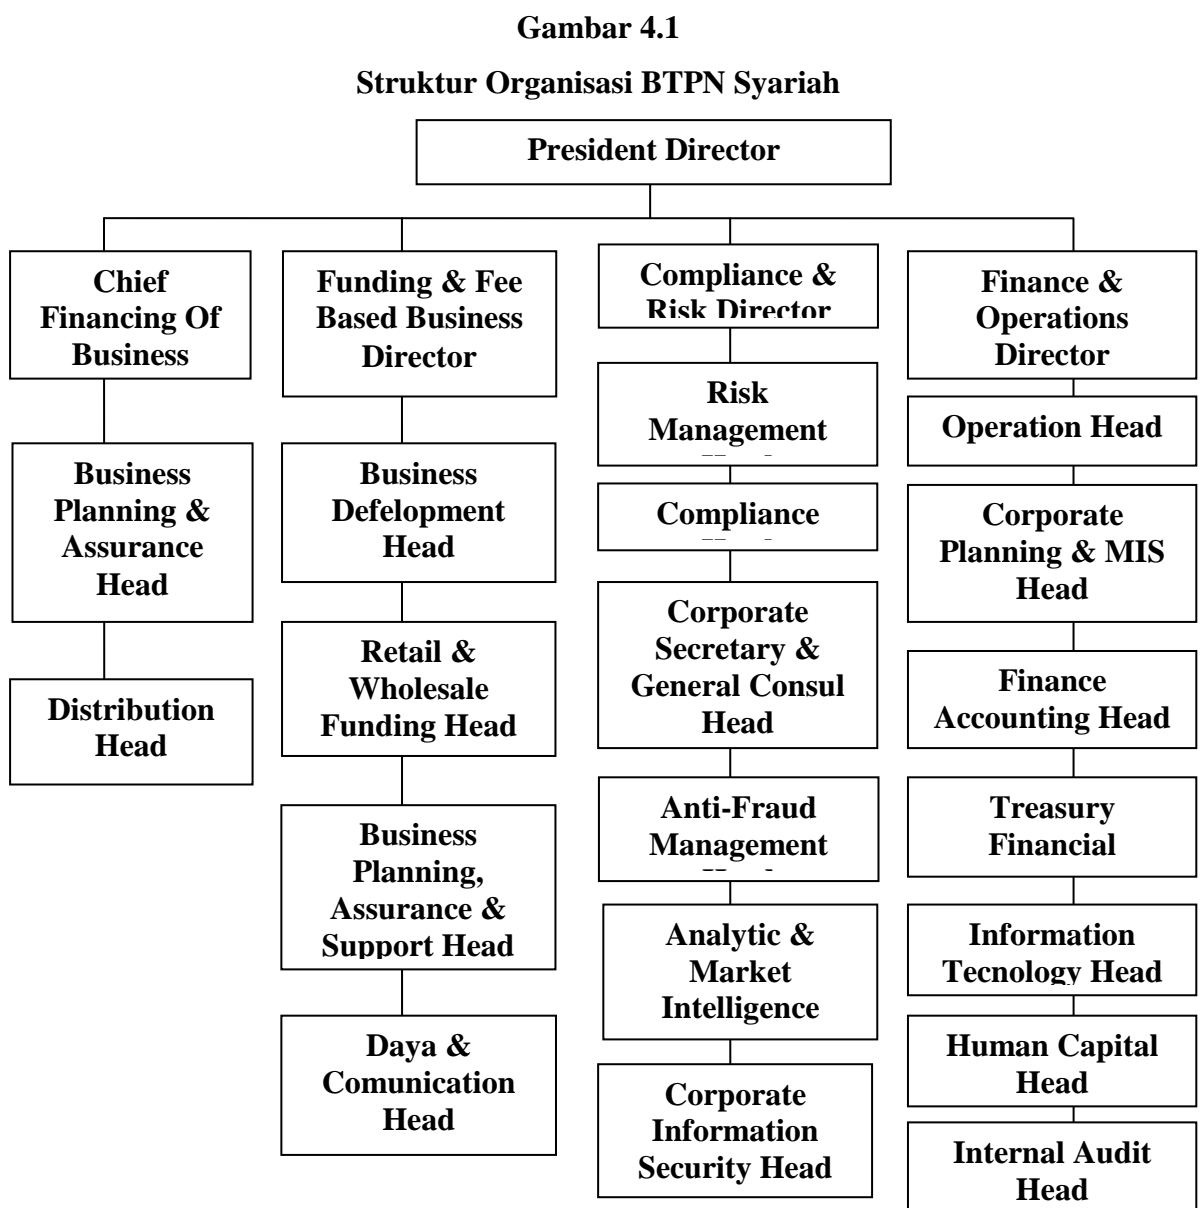 Gambar 4.1
Struktur Organisasi BTPN Syariah
President Director
Chief
Financing Of
Business
Business
Planning &
Assurance
Head
Distribution
Head
Funding & Fee
Based Business
Director
Business
Defelopment
Head
Retail &
Wholesale
Funding Head
Business
Planning,
Assurance &
Support Head
Daya &
Comunication
Head
Compliance &
Risk Director
Risk
Management
Compliance
Corporate
Secretary &
General Consul
Head
Anti-Fraud
Management
Analytic &
Market
Intelligence
Corporate
Information
Security Head
Finance &
Operations
Director
Operation Head
Corporate
Planning & MIS
Head
Finance
Accounting Head
Treasury
Financial
Information
Tecnology Head
Human Capital
Head
Internal Audit
Head